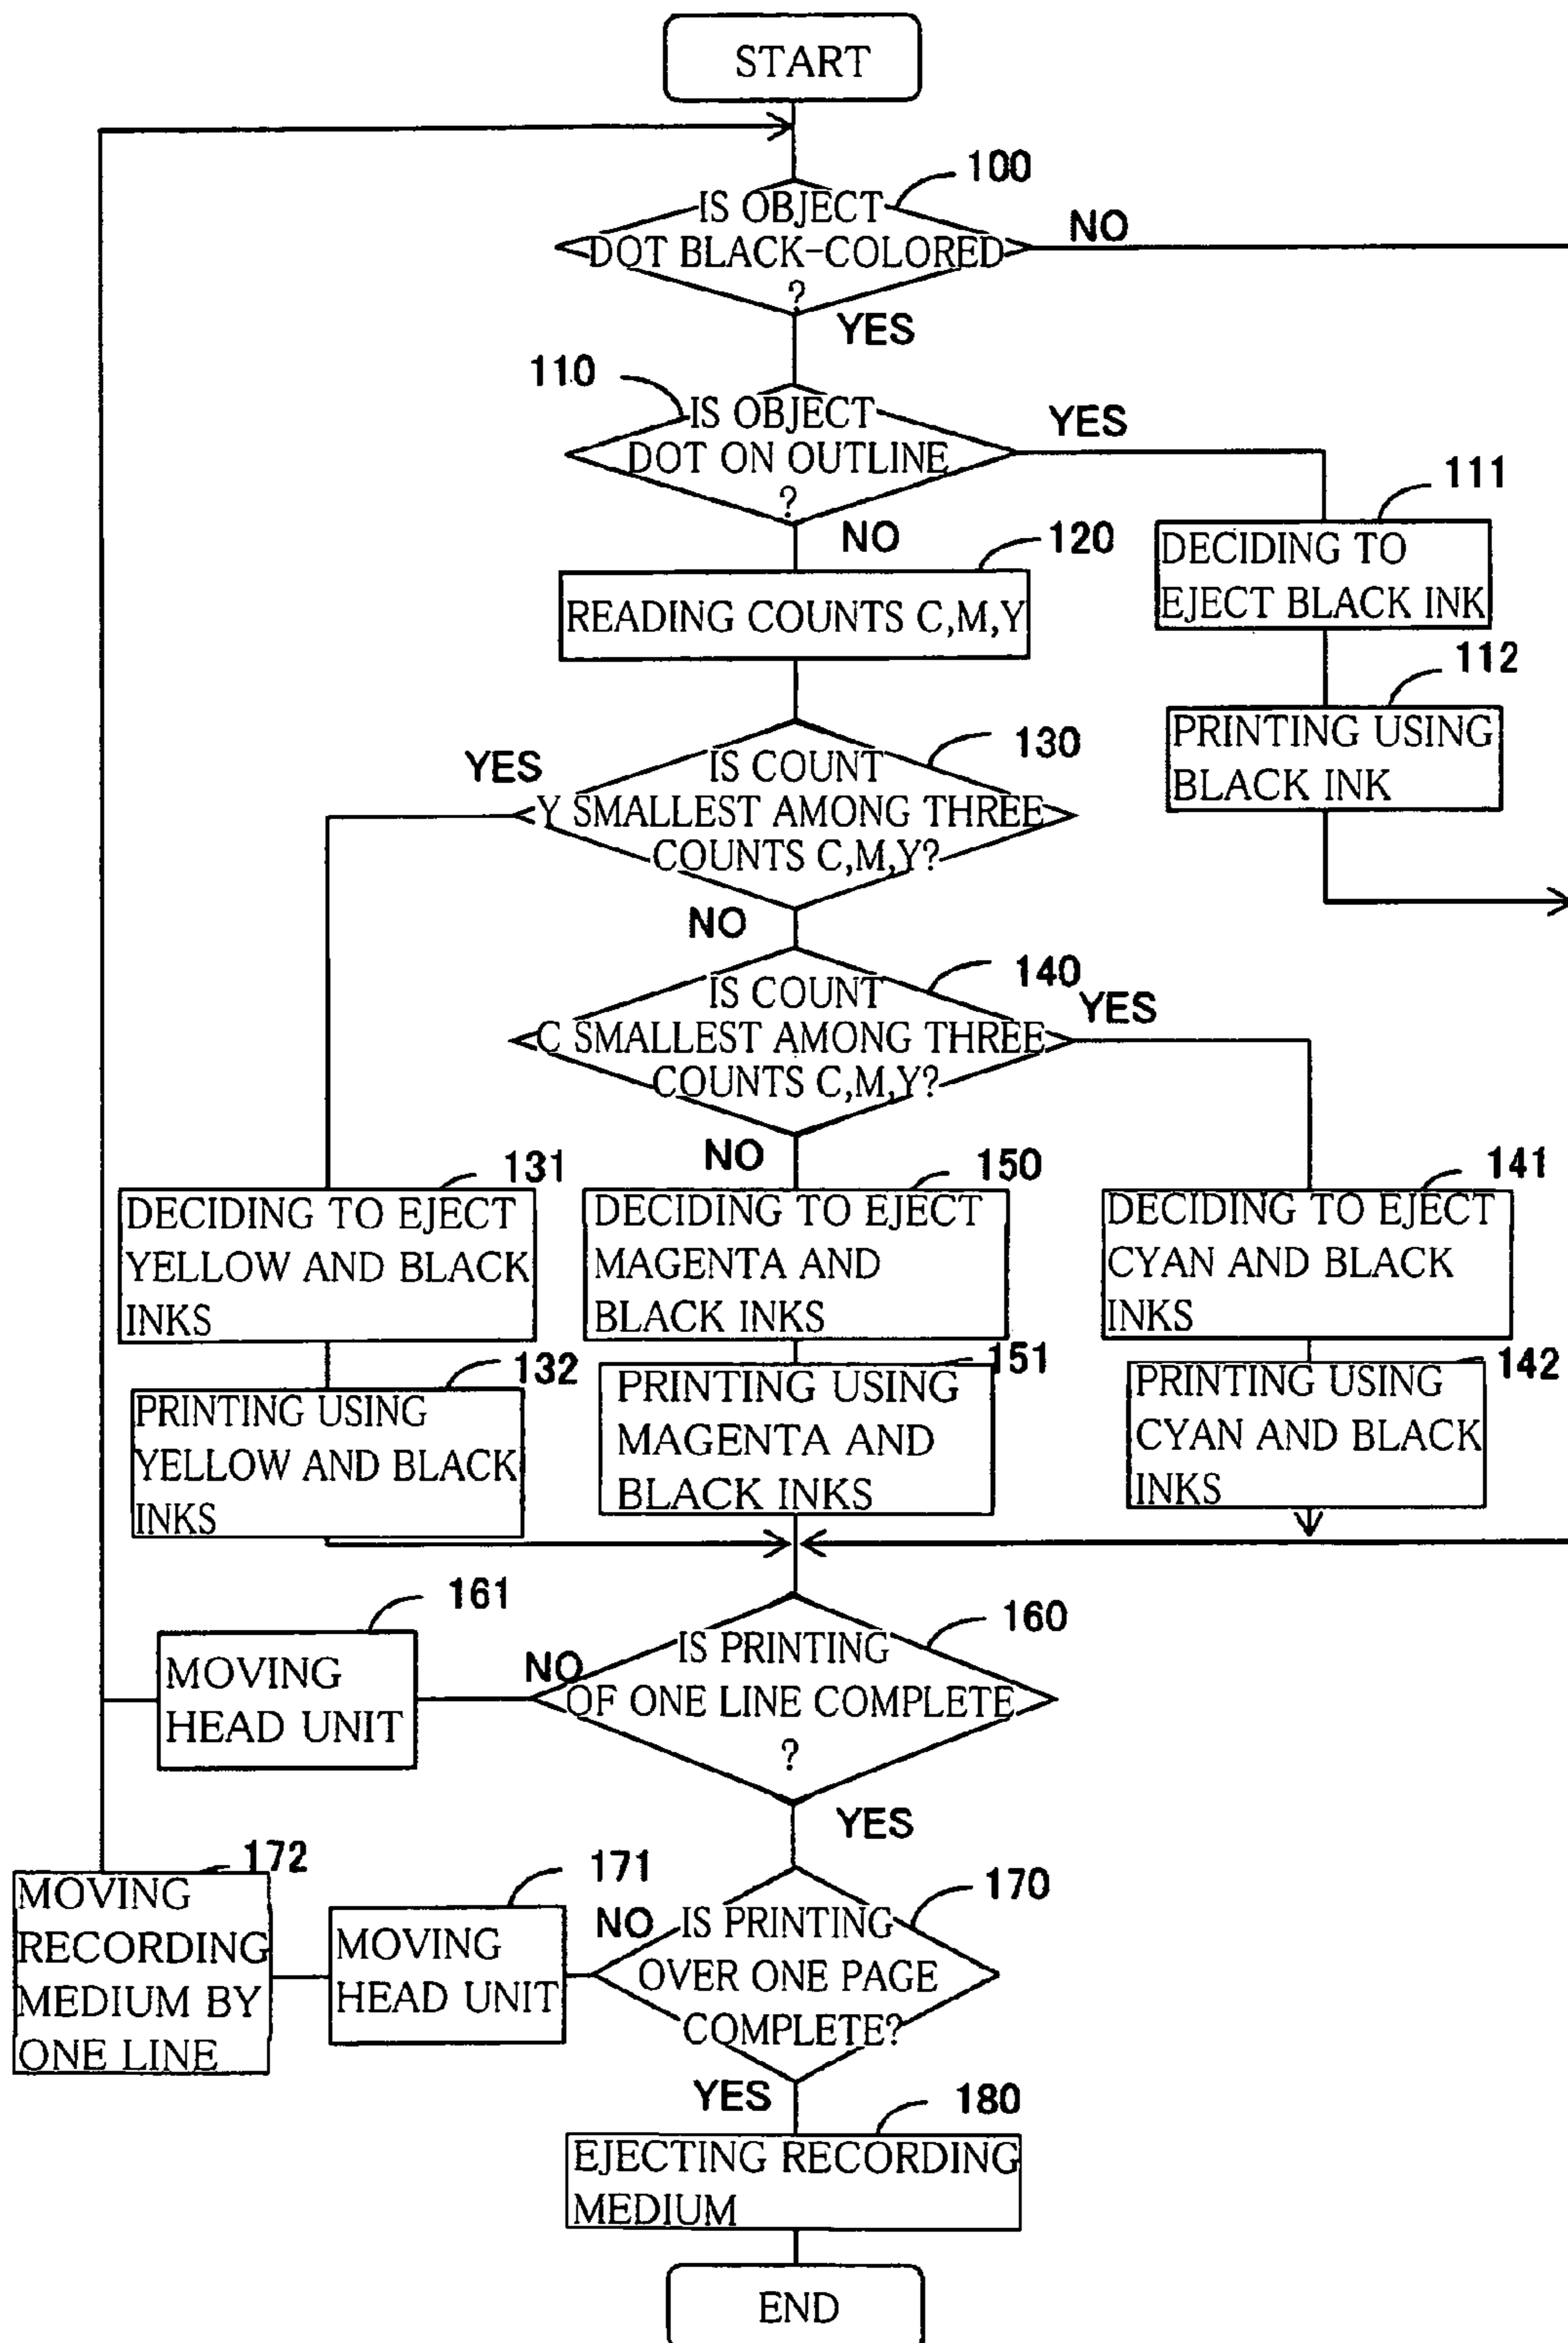 START
100
IS OBJECT
DOT BLACK-COLORED
?
NO
YES
110
IS OBJECT
DOT ON OUTLINE
?
YES
NO
111
DECIDING TO
EJECT BLACK INK
120
READING COUNTS C,M,Y
112
PRINTING USING
BLACK INK
130
YES
IS COUNT
Y SMALLEST AMONG THREE
COUNTS C,M,Y?
NO
140
IS COUNT
C SMALLEST AMONG THREE
COUNTS C,M,Y?
YES
NO
131
DECIDING TO EJECT
YELLOW AND BLACK
INKS
150
DECIDING TO EJECT
MAGENTA AND
BLACK INKS
141
DECIDING TO EJECT
CYAN AND BLACK
INKS
132
PRINTING USING
YELLOW AND BLACK
INKS
151
PRINTING USING
MAGENTA AND
BLACK INKS
142
PRINTING USING
CYAN AND BLACK
INKS
161
MOVING
HEAD UNIT
NO
160
IS PRINTING
OF ONE LINE COMPLETE
?
YES
172
MOVING
RECORDING
MEDIUM BY
ONE LINE
171
MOVING
HEAD UNIT
NO
170
IS PRINTING
OVER ONE PAGE
COMPLETE?
YES
180
EJECTING RECORDING
MEDIUM
END